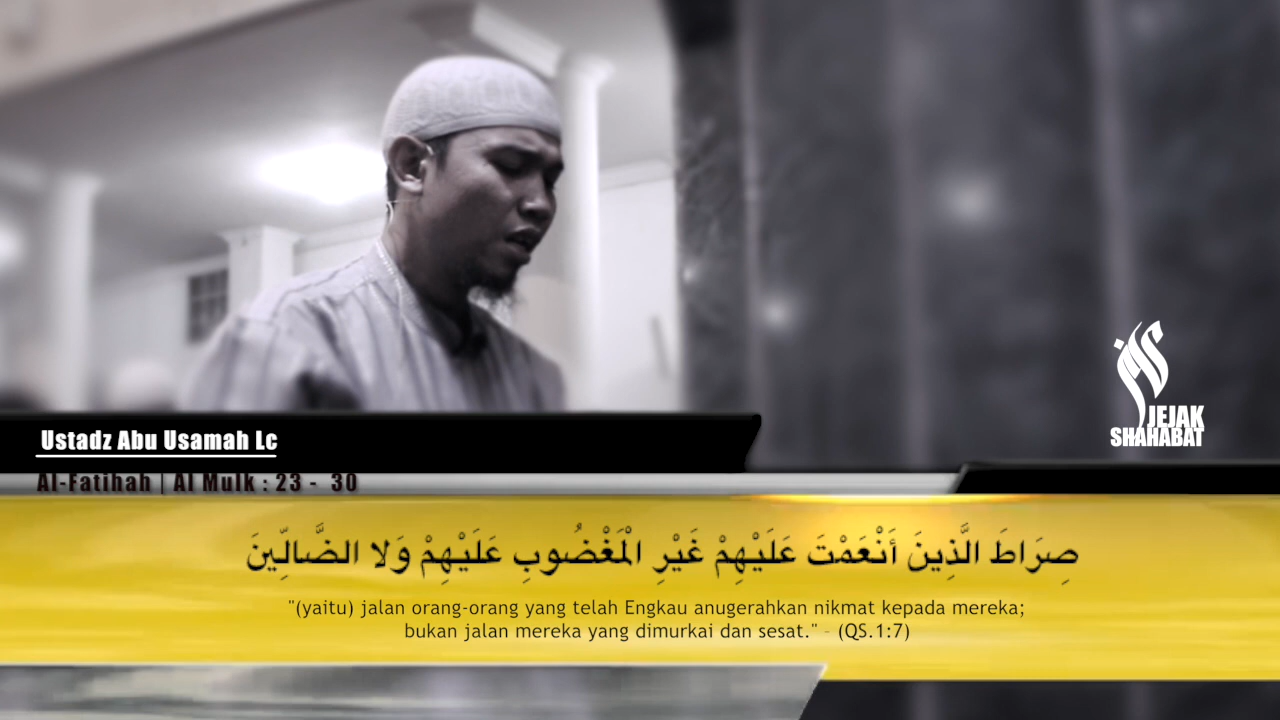 Ustadz Abu Usamah Lc
Al-Fatihah | Al Mulk : 23 - 30
JEJAK
SHAHABAT
صِرَاطَ الَّذِينَ أَنْعَمْتَ عَلَيْهِمْ غَيْرِ الْمَغْضُوبِ عَلَيْهِمْ وَلا الضَّالِّينَ
"(yaitu) jalan orang-orang yang telah Engkau anugerahkan nikmat kepada mereka;
bukan jalan mereka yang dimurkai dan sesat." - (QS.1:7)